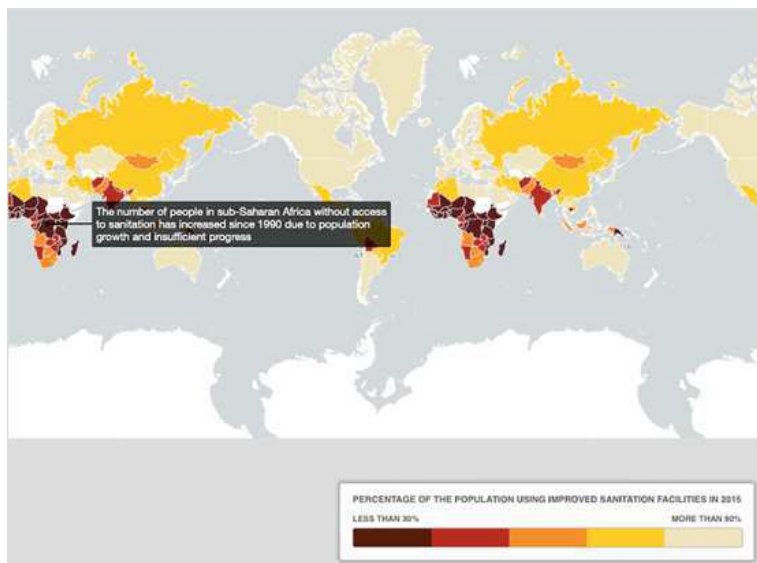 The number of people in sub-Saharan Africa without access
to sanitation has increased since 1990 due to population
growth and insufficient progress
PERCENTAGE OF THE POPULATION USING IMPROVED SANITATION FACILITIES IN 2015
LESS THAN 30% MORE THAN 90%